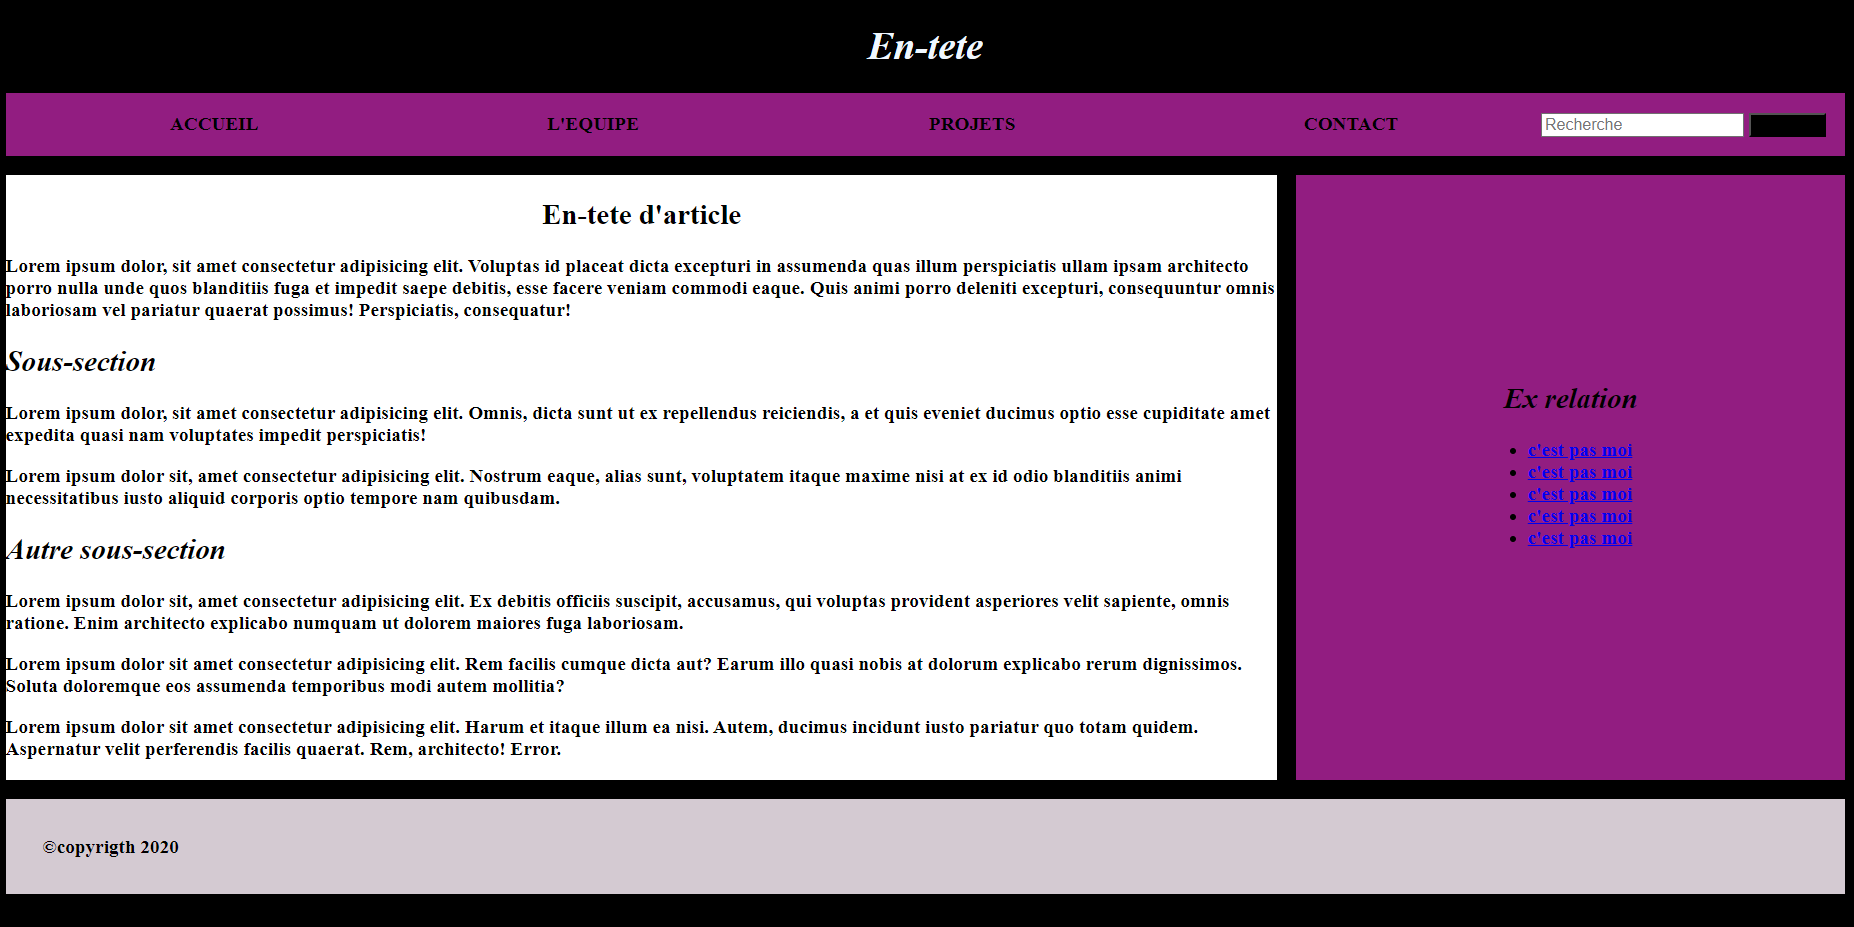 En-tete
ACCUEIL L'EQUIPE PROJETS CONTACT Recherche
En-tete d'article
Lorem ipsum dolor, sit amet consectetur adipisicing elit. Voluptas id placeat dicta excepturi in assumenda quas illum perspiciatis ullam ipsam architecto
porro nulla unde quos blanditiis fuga et impedit saepe debitis, esse facere veniam commodi eaque. Quis animi porro deleniti excepturi, consequuntur omnis
laboriosam vel pariatur quaerat possimus! Perspiciatis, consequatur!
Sous-section
Lorem ipsum dolor, sit amet consectetur adipisicing elit. Omnis, dicta sunt ut ex repellendus reiciendis, a et quis eveniet ducimus optio esse cupiditate amet
expedita quasi nam voluptates impedit perspiciatis!
Lorem ipsum dolor sit, amet consectetur adipisicing elit. Nostrum eaque, alias sunt, voluptatem itaque maxime nisi at ex id odio blanditiis animi
necessitatibus iusto aliquid corporis optio tempore nam quibusdam.
Autre sous-section
Lorem ipsum dolor sit, amet consectetur adipisicing elit. Ex debitis officiis suscipit, accusamus, qui voluptas provident asperiores velit sapiente, omnis
ratione. Enim architecto explicabo numquam ut dolorem maiores fuga laboriosam.
Lorem ipsum dolor sit amet consectetur adipisicing elit. Rem facilis cumque dicta aut? Earum illo quasi nobis at dolorum explicabo rerum dignissimos.
Soluta doloremque eos assumenda temporibus modi autem mollitia?
Lorem ipsum dolor sit amet consectetur adipisicing elit. Harum et itaque illum ea nisi. Autem, ducimus incidunt iusto pariatur quo totam quidem.
Aspernatur velit perferendis facilis quaerat. Rem, architecto! Error.
Ex relation
c'est pas moi
c'est pas moi
c'est pas moi
c'est pas moi
c'est pas moi
©copyrigth 2020